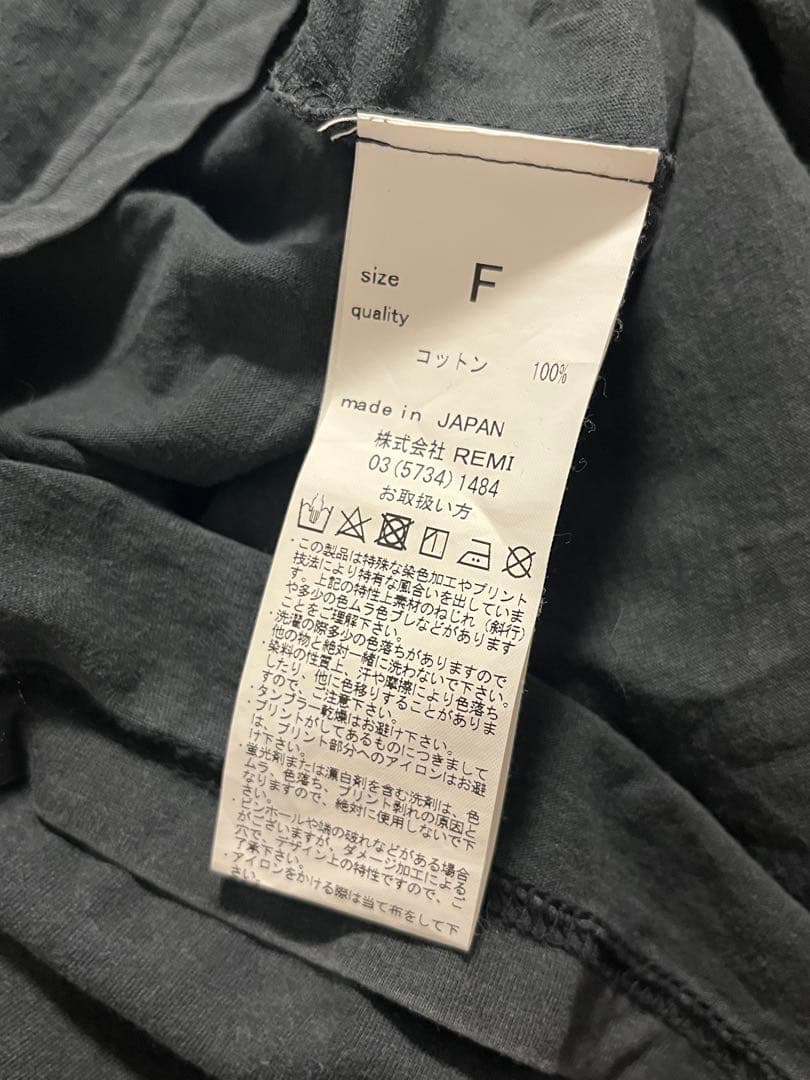 size F
quality
コットン 100%
made in JAPAN
株式会社 REMI
03(5734)1484
お取扱い方
・この製品は特殊な染色加工やプリント
技法により特有な風合いを出していま
す。上記の特性上素材のねじれ(斜行)
や多少の色ムラ色ブレなどがあります
ことをご理解下さい。
・洗濯の際多少の色落ちがありますので
他の物と絶対一緒に洗わないで下さい。
・染料の性質上、汗や摩擦により色落ち
したり、他に色移りすることがありま
すので、ご注意下さい。
・タンブラー乾燥はお避け下さい。
・プリントがしてあるものにつきまして
は、プリント部分へのアイロンはお避
け下さい。
・蛍光剤または漂白剤を含む洗剤は、色
ムラ、色落ち、プリント剥れの原因と
なりますので、絶対に使用しないで下
さい。
・ピンホールや端の破れなどがある場合
がございますが、ダメージ加工による
穴で、デザイン上の特性ですので、ご
了承下さい。
・アイロンをかける際は当て布をして下
さい。